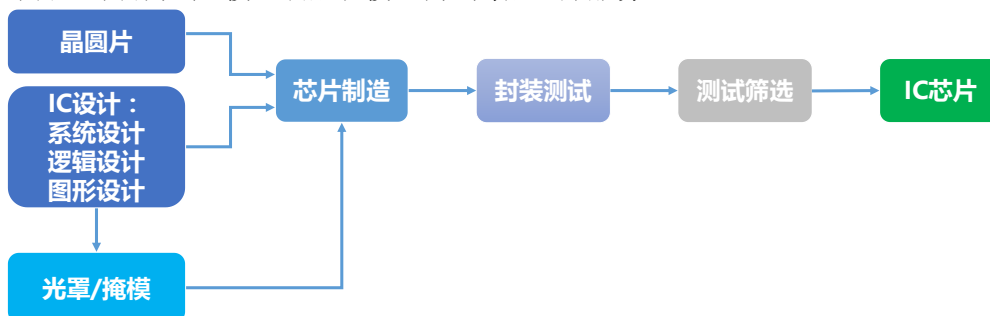 晶圆片
IC设计：
系统设计
逻辑设计
图形设计
光罩/掩模
芯片制造
封装测试
测试筛选
IC芯片